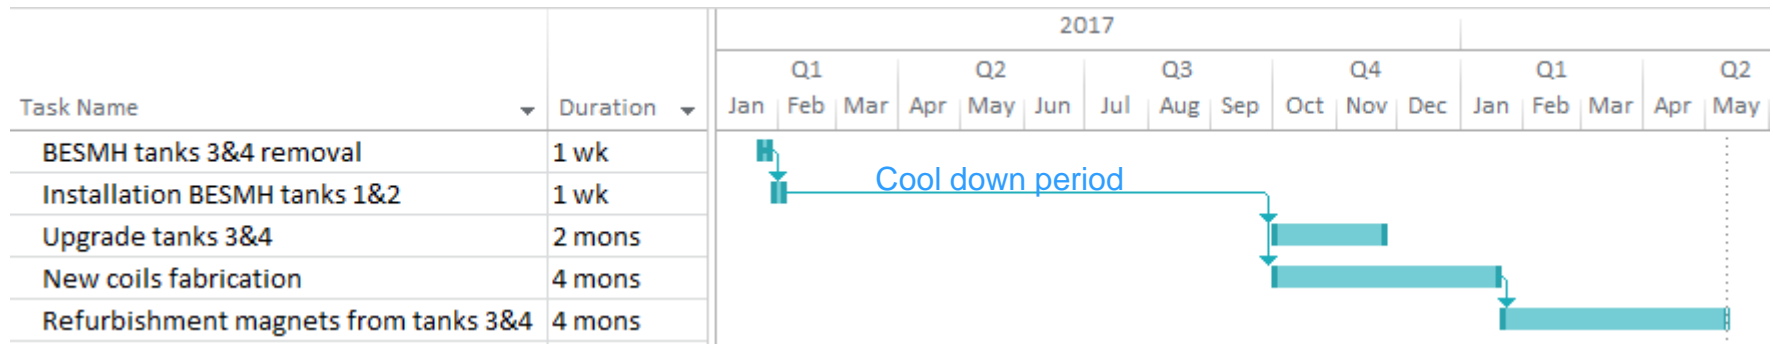 2017
Q1 Q2 Q3 Q4 Q1 Q2
Task Name Duration Jan Feb Mar Apr May Jun Jul Aug Sep Oct Nov Dec Jan Feb Mar Apr May
BESMH tanks 3&4 removal 1 wk
Installation BESMH tanks 1&2 1 wk Cool down period
Upgrade tanks 3&4 2 mons
New coils fabrication 4 mons
Refurbishment magnets from tanks 3&4 4 mons